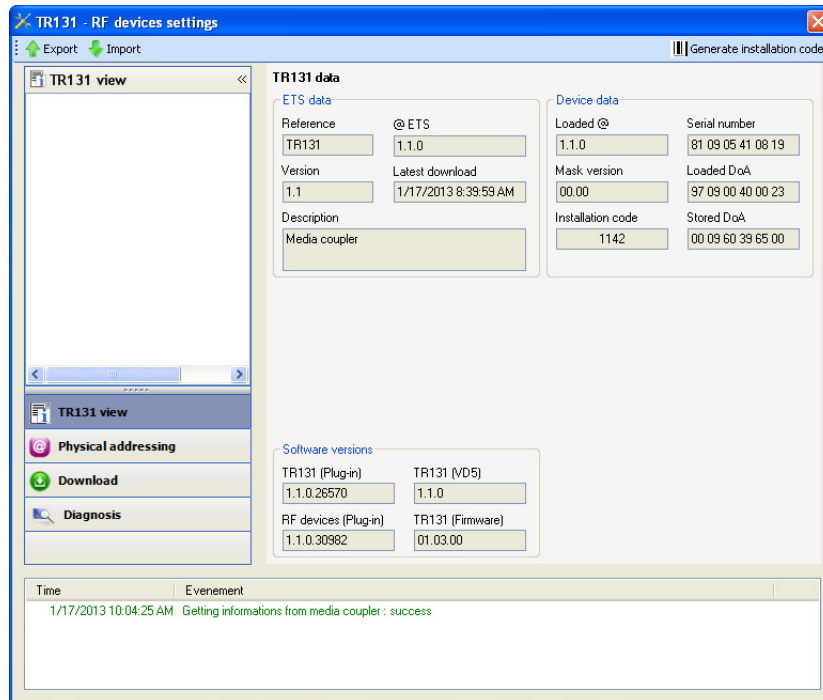 TR131 - RF devices settings
Export Import Generate installation code
TR131 view «
TR131 data
ETS data
Reference @ ETS
TR131 1.1.0
Version Latest download
1.1 1/17/2013 8:39:59 AM
Description
Media coupler
Device data
Loaded @ Serial number
1.1.0 81 09 05 41 08 19
Mask version Loaded DoA
00.00 97 09 00 40 00 23
Installation code Stored DoA
1142 00 09 60 39 65 00
TR131 view
Physical addressing
Download
Diagnosis
Software versions
TR131 (Plug-in) TR131 (VD5)
1.1.0.26570 1.1.0
RF devices (Plug-in) TR131 (Firmware)
1.1.0.30982 01.03.00
Time Evenement
1/17/2013 10:04:25 AM Getting informations from media coupler : success